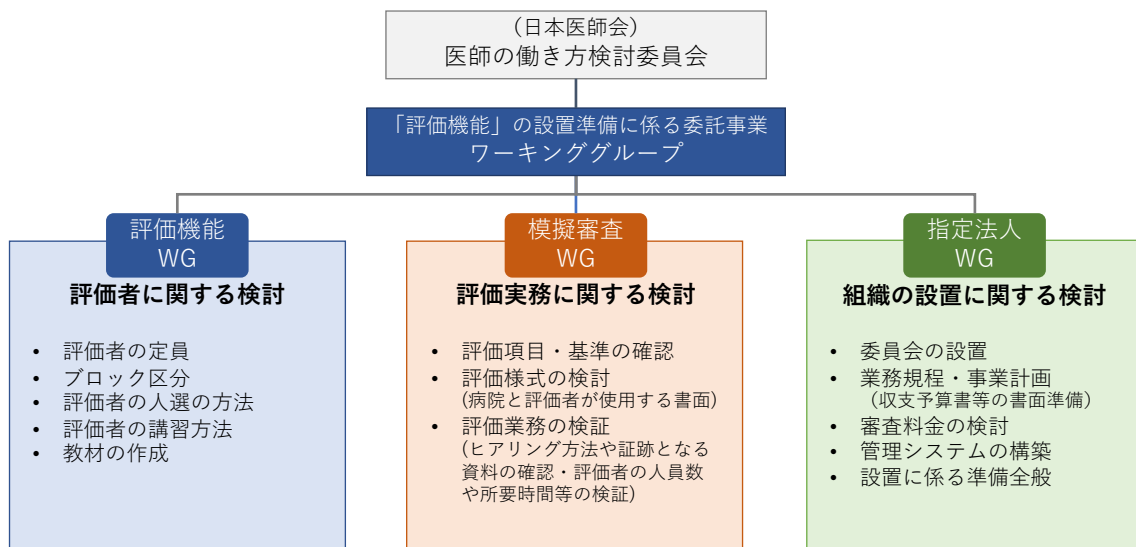 (日本医師会)
医師の働き方検討委員会
「評価機能」の設置準備に係る委託事業
ワーキンググループ
評価機能
WG
評価者に関する検討
• 評価者の定員
• ブロック区分
• 評価者の人選の方法
• 評価者の講習方法
• 教材の作成
模擬審査
WG
評価実務に関する検討
• 評価項目・基準の確認
• 評価様式の検討
(病院と評価者が使用する書面)
• 評価業務の検証
(ヒアリング方法や証跡となる
資料の確認・評価者の人員数
や所要時間等の検証)
指定法人
WG
組織の設置に関する検討
• 委員会の設置
• 業務規程・事業計画
(収支予算書等の書面準備)
• 審査料金の検討
• 管理システムの構築
• 設置に係る準備全般